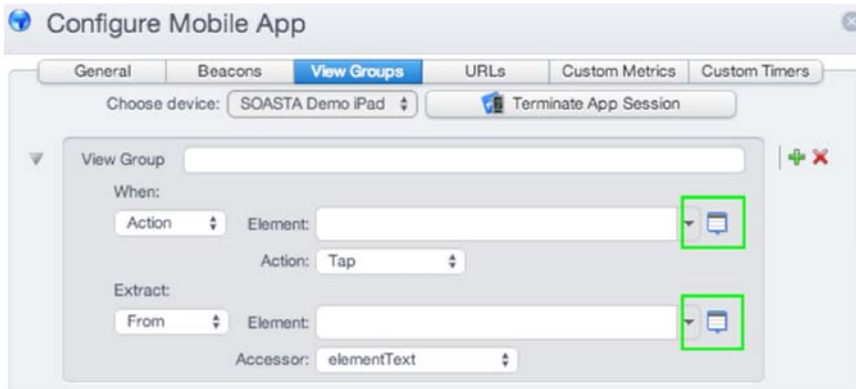 Configure Mobile App
General Beacons View Groups URLs Custom Metrics Custom Timers
Choose device: SOASTA Demo iPad Terminate App Session
View Group
When:
Action Element:
Action: Tap
Extract:
From Element:
Accessor: elementText